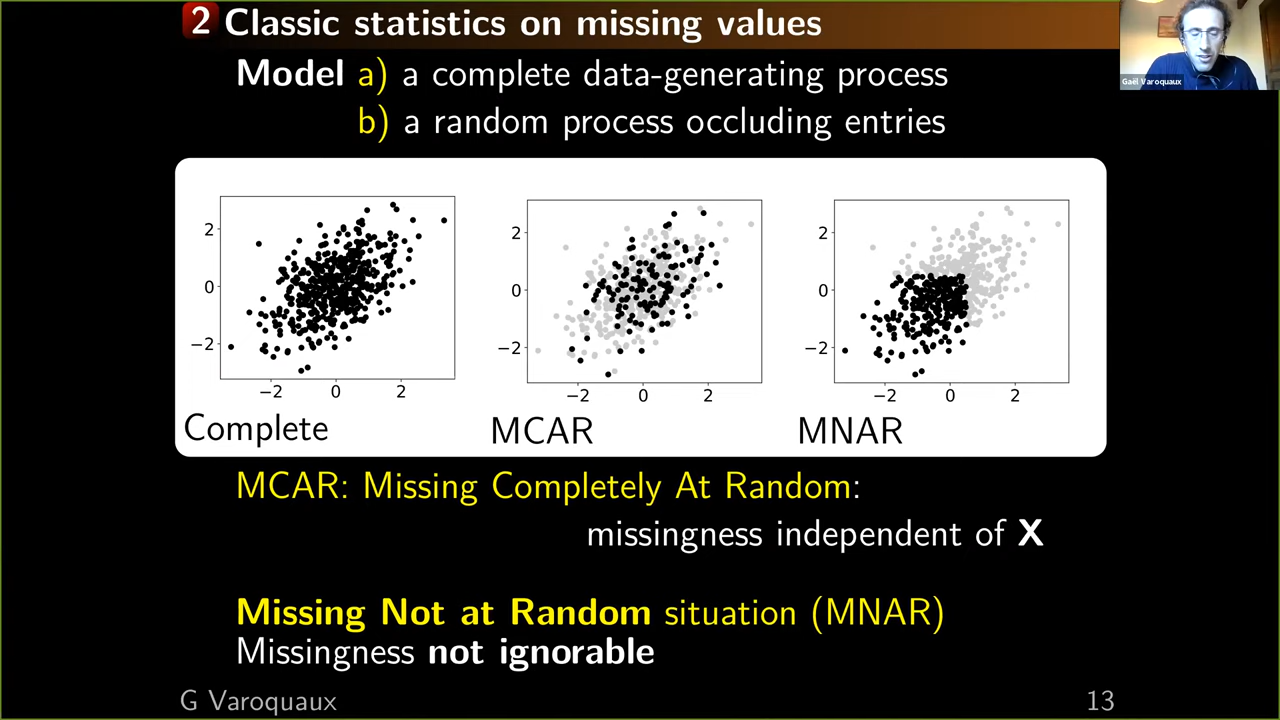 2 Classic statistics on missing values
Gaël Varoquaux
Model a) a complete data-generating process
b) a random process occluding entries
2
0
−2
−2 0 2
Complete
2
0
−2
−2 0 2
MCAR
2
0
−2
−2 0 2
MNAR
MCAR: Missing Completely At Random:
missingness independent of X
Missing Not at Random situation (MNAR)
Missingness not ignorable
G Varoquaux 13